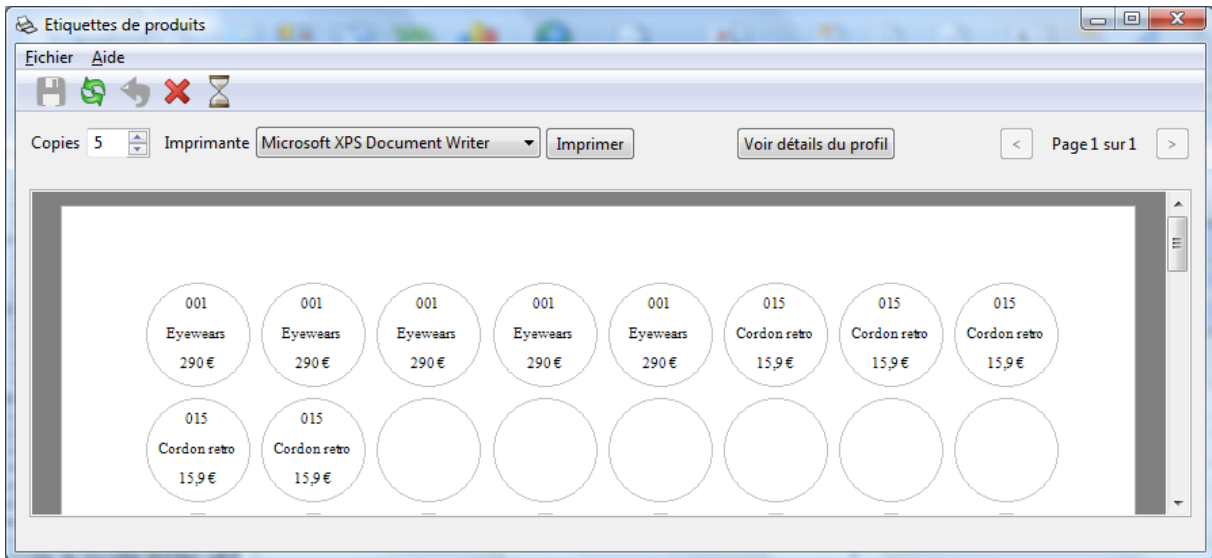 Etiquettes de produits
Fichier Aide
Copies 5 Imprimante Microsoft XPS Document Writer Imprimer Voir détails du profil < Page 1 sur 1 >
001 001 001 001 001 015 015 015
Eyewears Eyewears Eyewears Eyewears Eyewears Cordon retro Cordon retro Cordon retro
290 € 290 € 290 € 290 € 290 € 15,9 € 15,9 € 15,9 €
015 015
Cordon retro Cordon retro
15,9 € 15,9 €